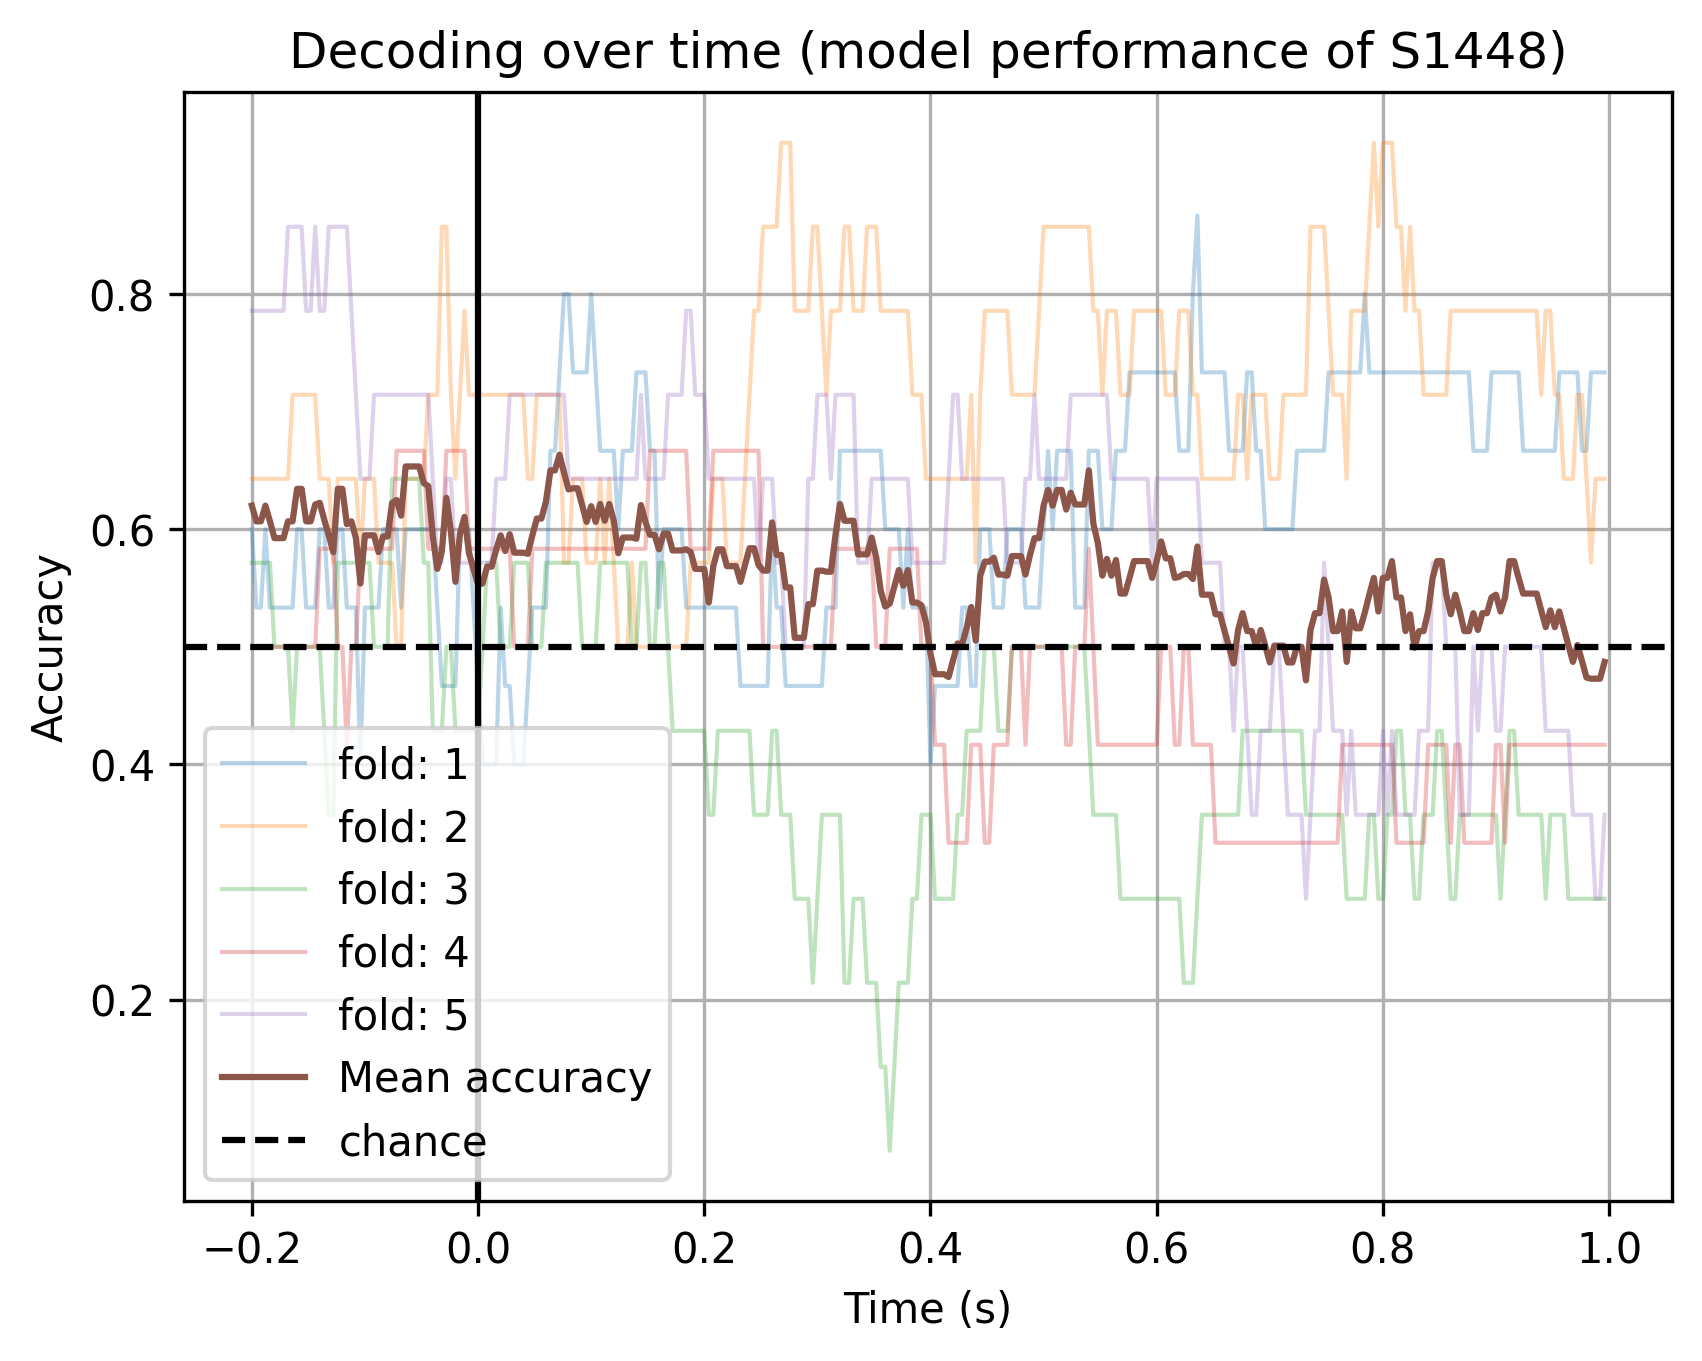 Decoding over time (model performance of S1448)
Accuracy
0.8
0.6
0.4
0.2
fold: 1
fold: 2
fold: 3
fold: 4
fold: 5
Mean accuracy
chance
−0.2 0.0 0.2 0.4 0.6 0.8 1.0
Time (s)